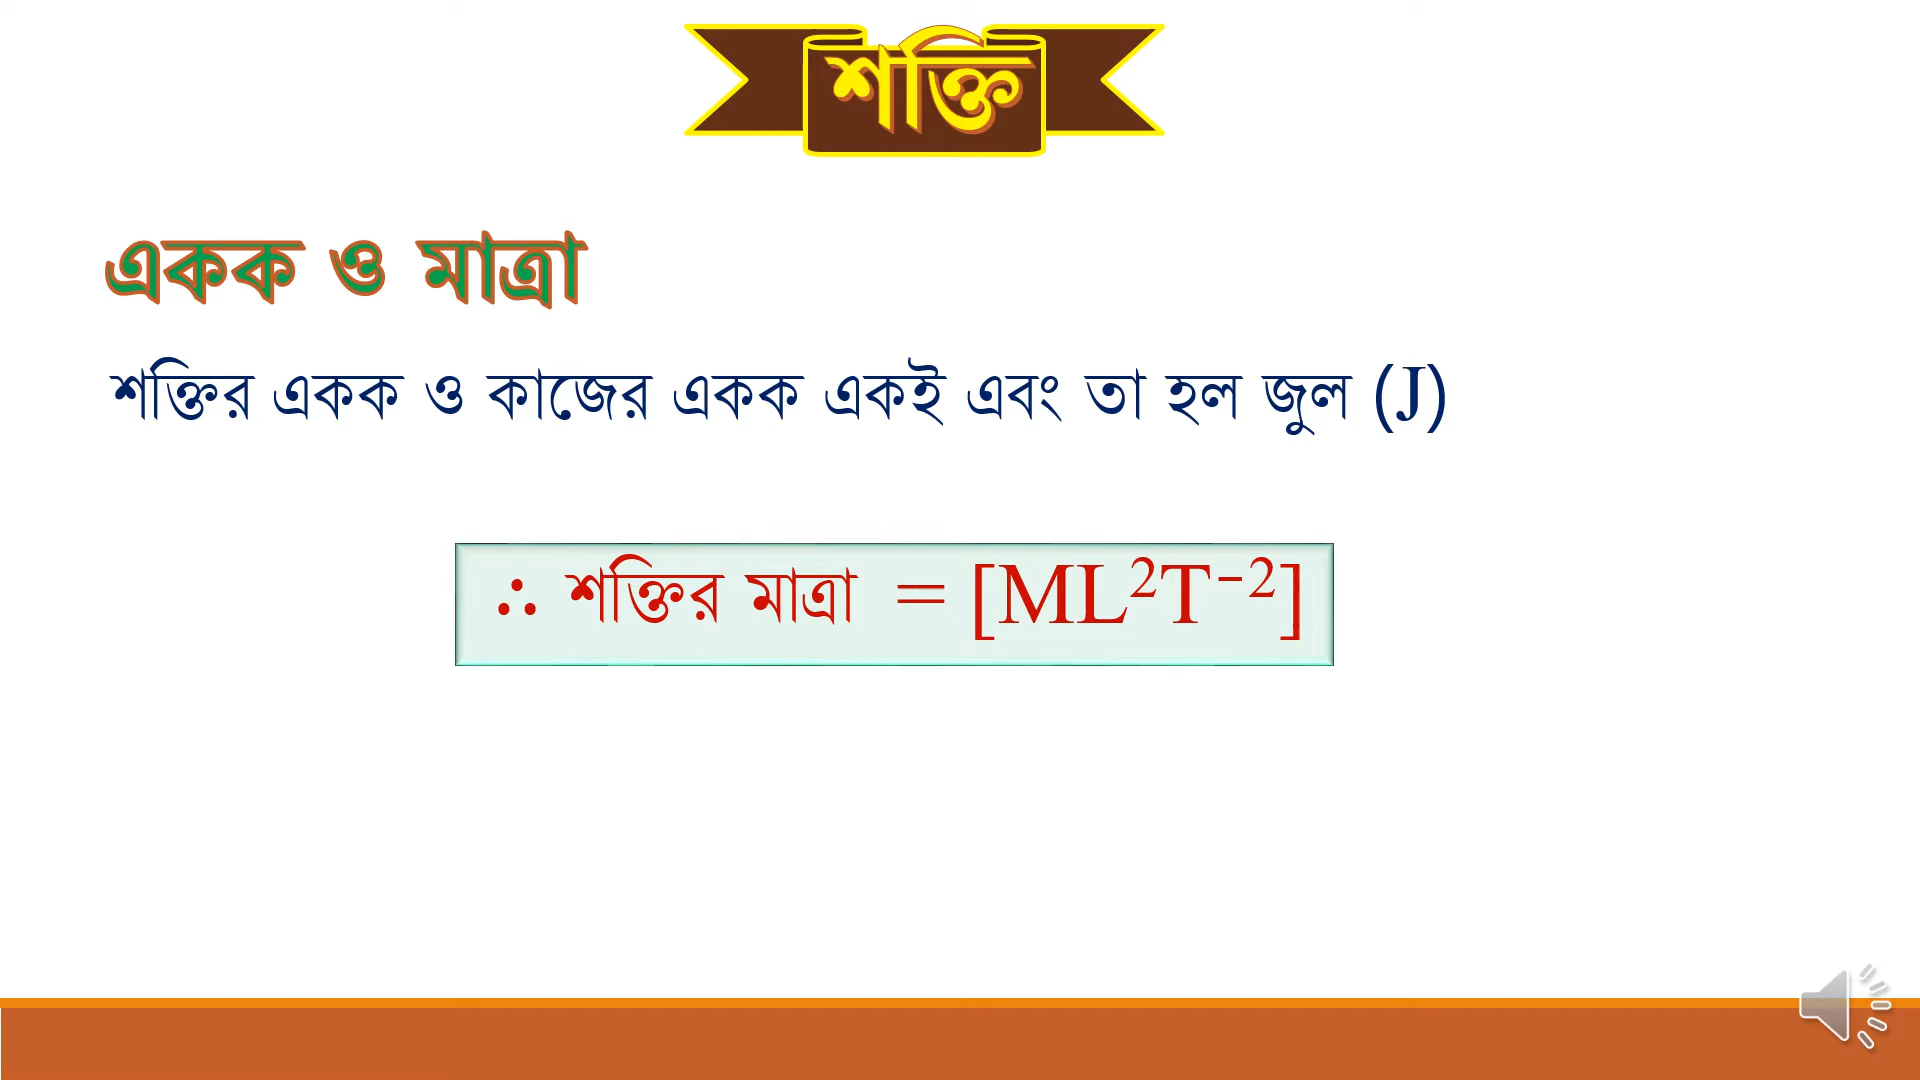 শক্তি
একক ও মাত্রা
শক্তির একক ও কাজের একক একই এবং তা হল জুল (J)
∴ শক্তির মাত্রা = [ML²T⁻²]